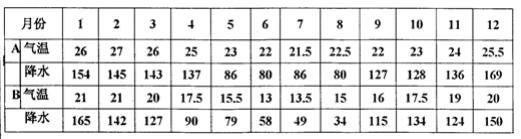 月份 1 2 3 4 5 6 7 8 9 10 11 12
A 气温 26 27 26 25 23 22 21.5 22.5 22 23 24 25.5
降水 154 145 143 137 86 80 86 80 127 128 136 169
B 气温 21 21 20 17.5 15.5 13 13.5 15 16 17.5 19 20
降水 165 142 127 90 79 58 49 34 115 134 124 150